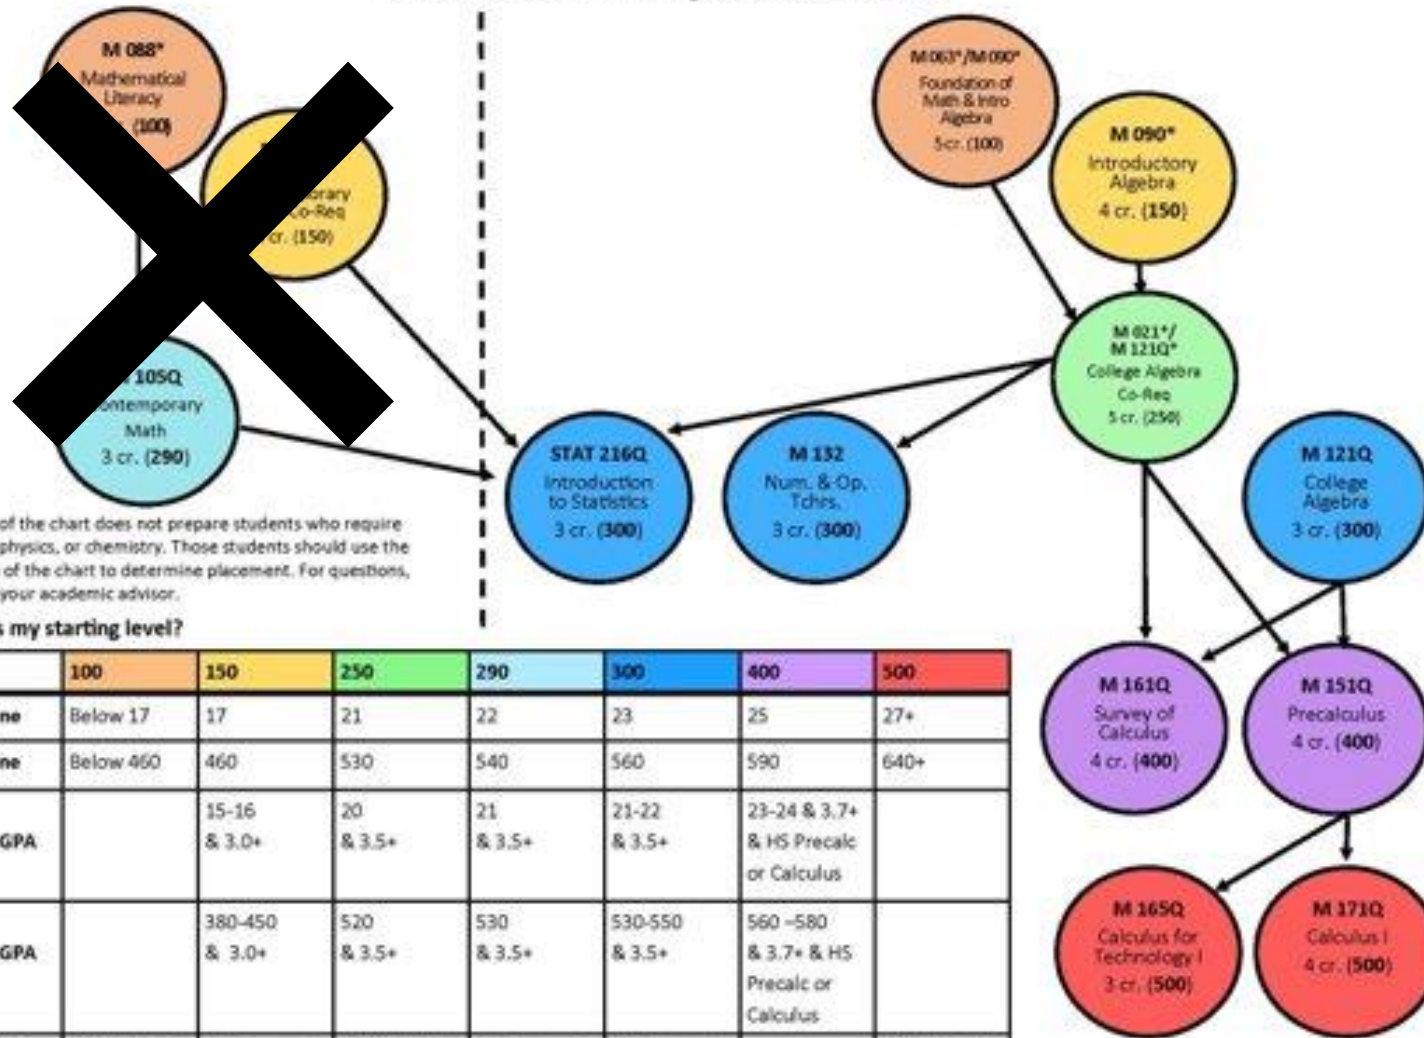 M 088*
Mathematical
Literacy
(100)
orary
Co-Req
cr. (150)
105Q
ontemporary
Math
3 cr. (290)
M 063*/M 090*
Foundation of
Math & Intro
Algebra
5 cr. (100)
M 090*
Introductory
Algebra
4 cr. (150)
M 021*/
M 121Q*
College Algebra
Co-Req
5 cr. (250)
STAT 216Q
Introduction
to Statistics
3 cr. (300)
M 132
Num. & Op.
Tchrs.
3 cr. (300)
M 121Q
College
Algebra
3 cr. (300)
of the chart does not prepare students who require
physics, or chemistry. Those students should use the
of the chart to determine placement. For questions,
your academic advisor.
s my starting level?
M 161Q
Survey of
Calculus
4 cr. (400)
M 151Q
Precalculus
4 cr. (400)
M 165Q
Calculus for
Technology I
3 cr. (500)
M 171Q
Calculus I
4 cr. (500)
100 150 250 290 300 400 500
ne Below 17 17 21 22 23 25 27+
ne Below 460 460 530 540 560 590 640+
15-16 20 21 21-22 23-24 & 3.7+
GPA & 3.0+ & 3.5+ & 3.5+ & 3.5+ & HS Precalc
or Calculus
380-450 520 530 530-550 560 –580
GPA & 3.0+ & 3.5+ & 3.5+ & 3.5+ & 3.7+ & HS
Precalc or
Calculus